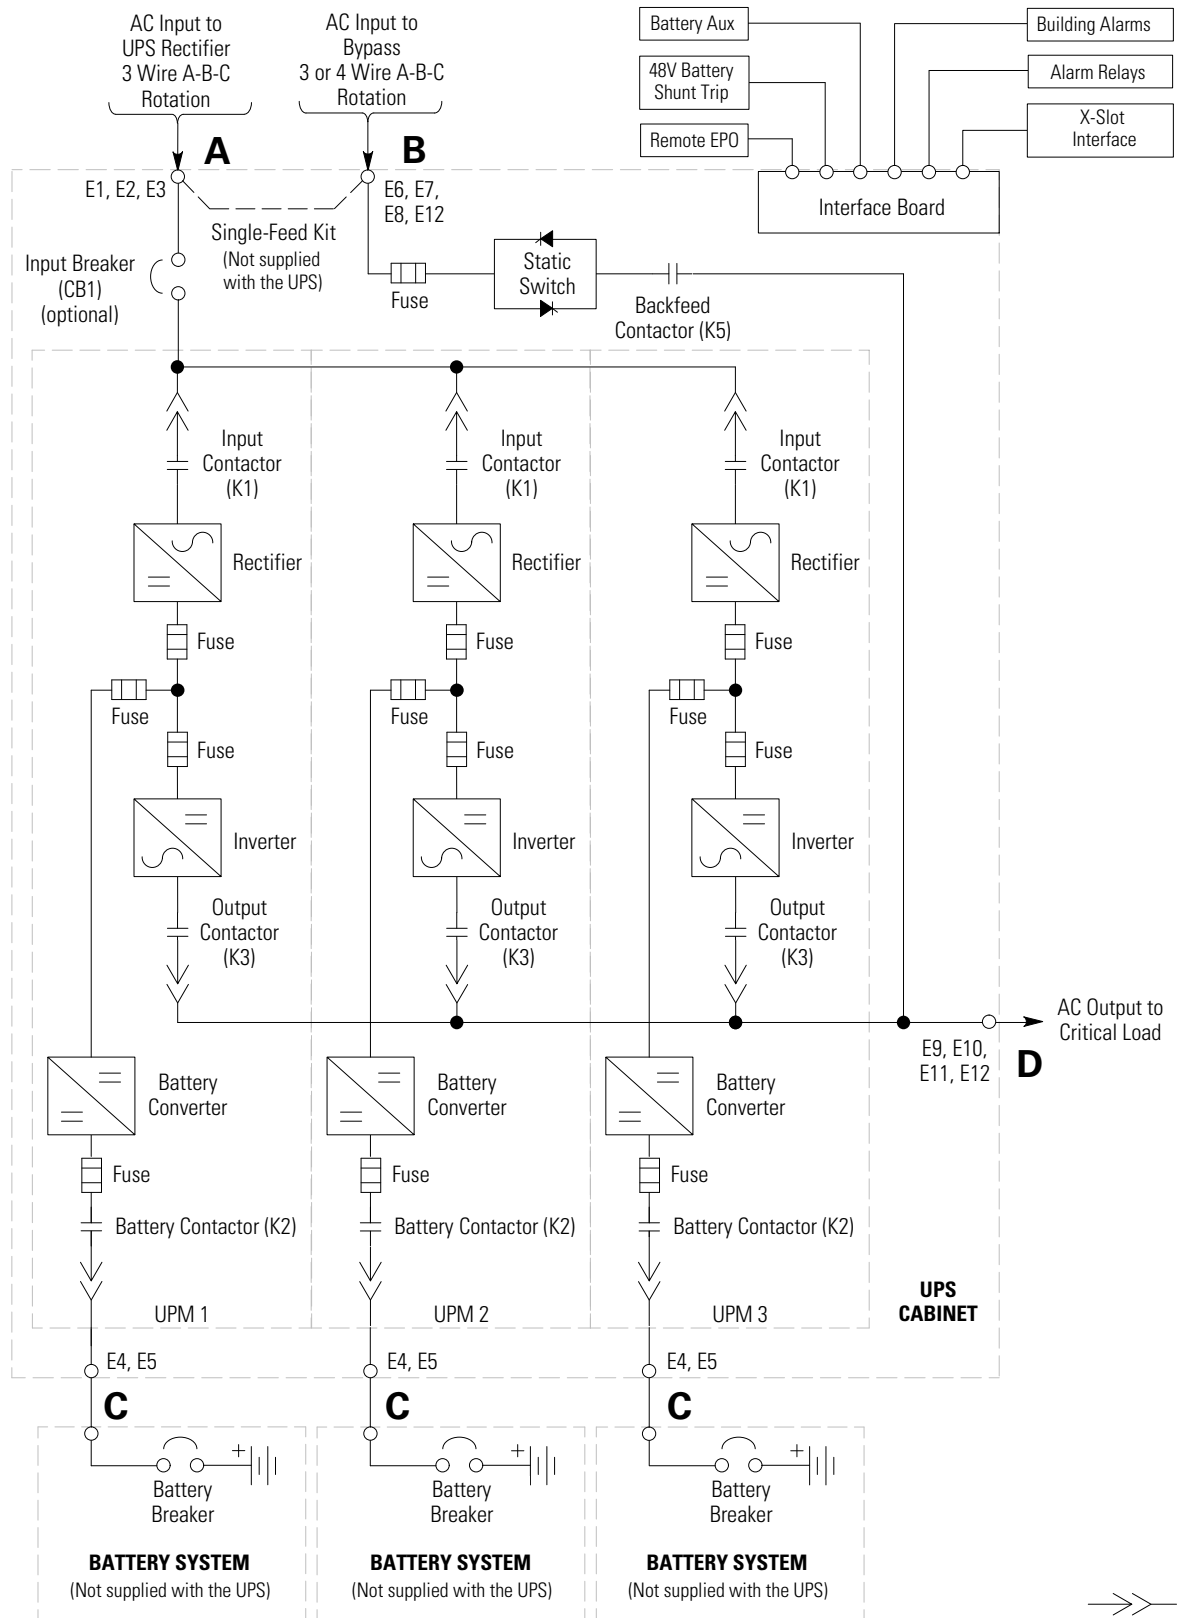 AC Input to
UPS Rectifier
3 Wire A-B-C
Rotation
AC Input to
Bypass
3 or 4 Wire A-B-C
Rotation
Battery Aux
48V Battery
Shunt Trip
Remote EPO
Building Alarms
Alarm Relays
X-Slot
Interface
Interface Board
A
B
E1, E2, E3
E6, E7,
E8, E12
Single-Feed Kit
(Not supplied
with the UPS)
Input Breaker
(CB1)
(optional)
Fuse
Static
Switch
Backfeed
Contactor (K5)
Input
Contactor
(K1)
Input
Contactor
(K1)
Input
Contactor
(K1)
Rectifier
Rectifier
Rectifier
Fuse
Fuse
Fuse
Fuse
Fuse
Fuse
Fuse
Fuse
Fuse
Inverter
Inverter
Inverter
Output
Contactor
(K3)
Output
Contactor
(K3)
Output
Contactor
(K3)
AC Output to
Critical Load
E9, E10,
E11, E12
D
Battery
Converter
Battery
Converter
Battery
Converter
Fuse
Fuse
Fuse
Battery Contactor (K2)
Battery Contactor (K2)
Battery Contactor (K2)
UPM 1
UPM 2
UPM 3
UPS
CABINET
E4, E5
E4, E5
E4, E5
C
C
C
+
+
+
Battery
Breaker
Battery
Breaker
Battery
Breaker
BATTERY SYSTEM
(Not supplied with the UPS)
BATTERY SYSTEM
(Not supplied with the UPS)
BATTERY SYSTEM
(Not supplied with the UPS)